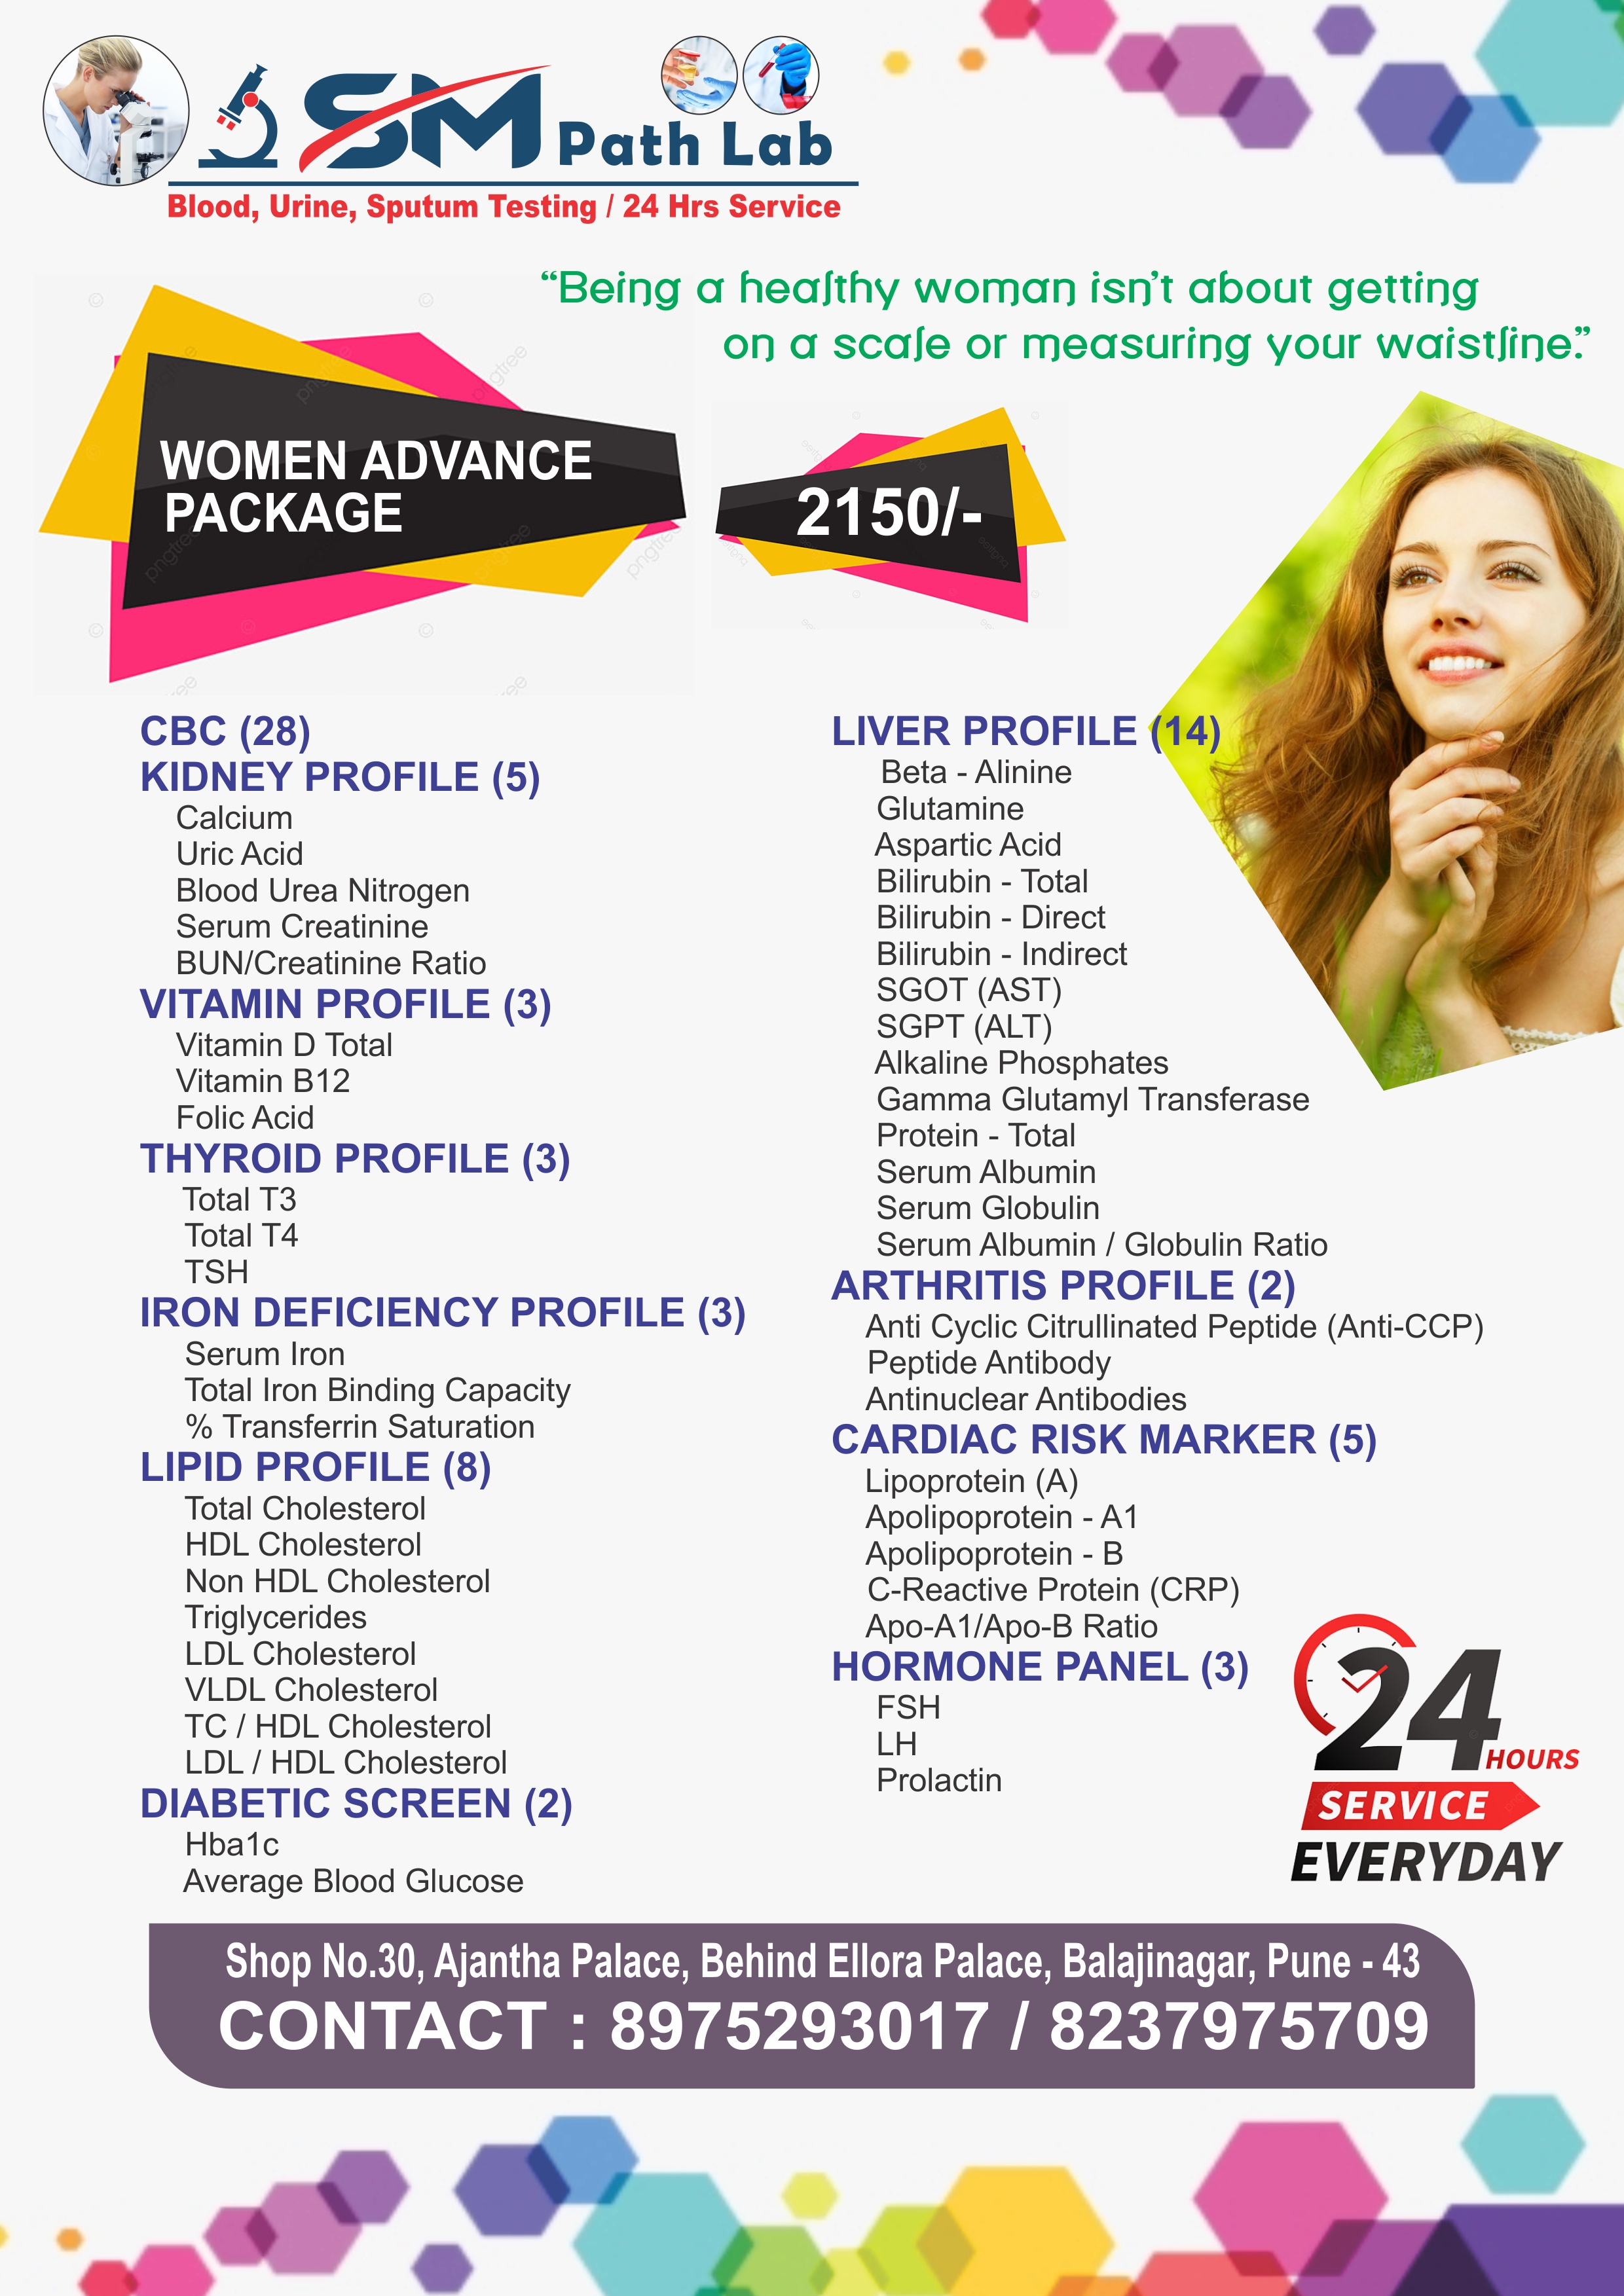 SM Path Lab
Blood, Urine, Sputum Testing / 24 Hrs Service
“Being a healthy woman isn’t about getting
on a scale or measuring your waistline.”
WOMEN ADVANCE
PACKAGE
2150/-
CBC (28)
KIDNEY PROFILE (5)
Calcium
Uric Acid
Blood Urea Nitrogen
Serum Creatinine
BUN/Creatinine Ratio
VITAMIN PROFILE (3)
Vitamin D Total
Vitamin B12
Folic Acid
THYROID PROFILE (3)
Total T3
Total T4
TSH
IRON DEFICIENCY PROFILE (3)
Serum Iron
Total Iron Binding Capacity
% Transferrin Saturation
LIPID PROFILE (8)
Total Cholesterol
HDL Cholesterol
Non HDL Cholesterol
Triglycerides
LDL Cholesterol
VLDL Cholesterol
TC / HDL Cholesterol
LDL / HDL Cholesterol
DIABETIC SCREEN (2)
Hba1c
Average Blood Glucose
LIVER PROFILE (14)
Beta - Alinine
Glutamine
Aspartic Acid
Bilirubin - Total
Bilirubin - Direct
Bilirubin - Indirect
SGOT (AST)
SGPT (ALT)
Alkaline Phosphates
Gamma Glutamyl Transferase
Protein - Total
Serum Albumin
Serum Globulin
Serum Albumin / Globulin Ratio
ARTHRITIS PROFILE (2)
Anti Cyclic Citrullinated Peptide (Anti-CCP)
Peptide Antibody
Antinuclear Antibodies
CARDIAC RISK MARKER (5)
Lipoprotein (A)
Apolipoprotein - A1
Apolipoprotein - B
C-Reactive Protein (CRP)
Apo-A1/Apo-B Ratio
HORMONE PANEL (3)
FSH
LH
Prolactin
24 HOURS
SERVICE
EVERYDAY
Shop No.30, Ajantha Palace, Behind Ellora Palace, Balajinagar, Pune - 43
CONTACT : 8975293017 / 8237975709